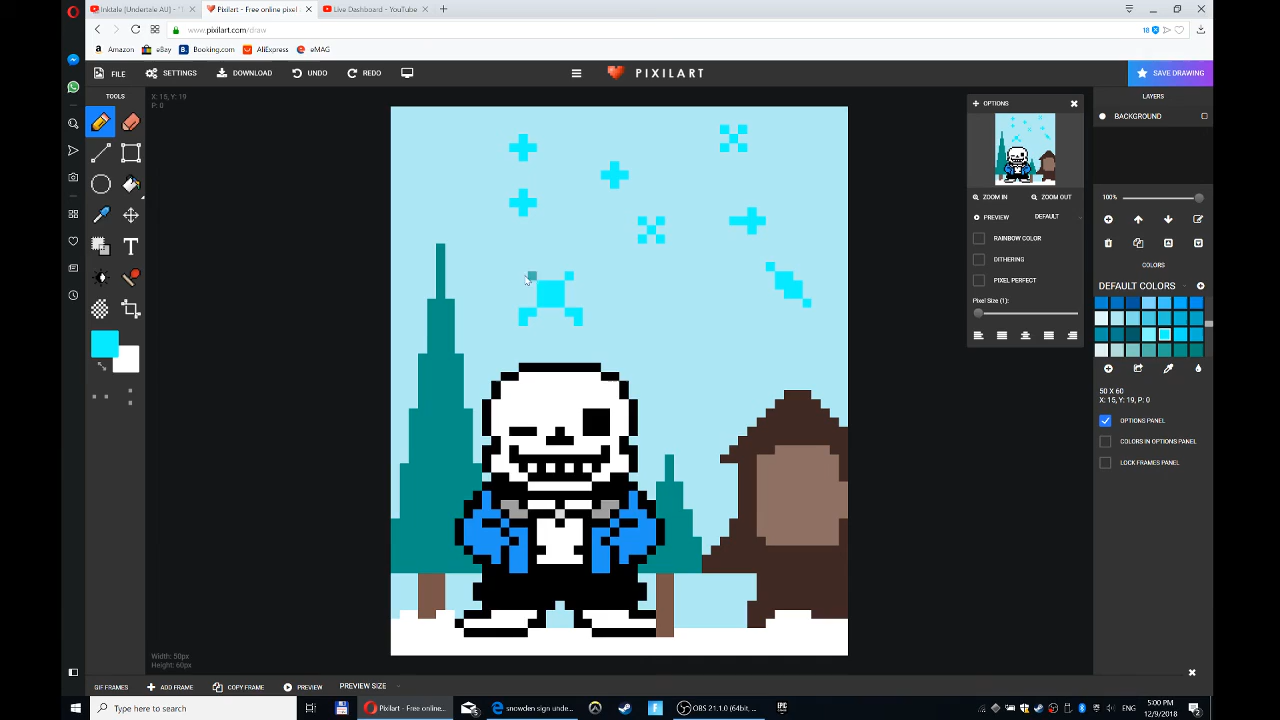 Inktale [Undertale AU] - "
Pixilart - Free online pixel
Live Dashboard - YouTube
www.pixilart.com/draw
18
Amazon
eBay
Booking.com
AliExpress
eMAG
FILE
SETTINGS
DOWNLOAD
UNDO
REDO
PIXILART
SAVE DRAWING
TOOLS
X: 15, Y: 19
P: 0
OPTIONS
ZOOM IN
ZOOM OUT
PREVIEW
DEFAULT
RAINBOW COLOR
DITHERING
PIXEL PERFECT
Pixel Size (1):
LAYERS
BACKGROUND
100%
COLORS
DEFAULT COLORS
50 X 60
X: 15, Y: 19, P: 0
OPTIONS PANEL
COLORS IN OPTIONS PANEL
LOCK FRAMES PANEL
Width: 50px
Height: 60px
GIF FRAMES
ADD FRAME
COPY FRAME
PREVIEW
PREVIEW SIZE
Type here to search
Pixilart - Free online...
snowden sign unde...
OBS 21.1.0 (64bit, ...
IPC
ENG
5:00 PM
12/9/2018